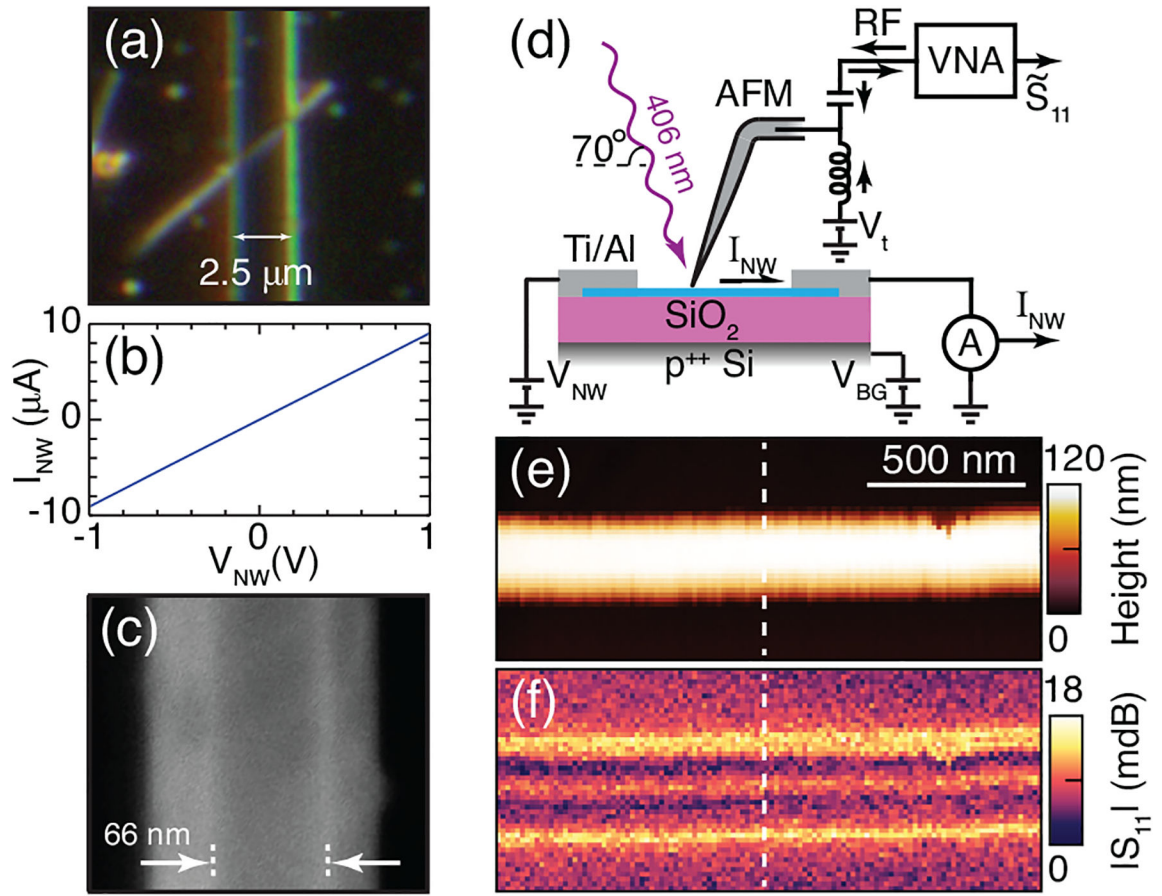 (a)
2.5 μm
(b)
10
0
-10
I_NW (μA)
-1
0
1
V_NW(V)
(c)
66 nm
(d)
406 nm
70°
AFM
RF
VNA
S̃_11
V_t
Ti/Al
I_NW
SiO_2
p^++ Si
V_NW
V_BG
A
I_NW
(e)
500 nm
120
0
Height (nm)
(f)
18
0
|S_11| (mdB)